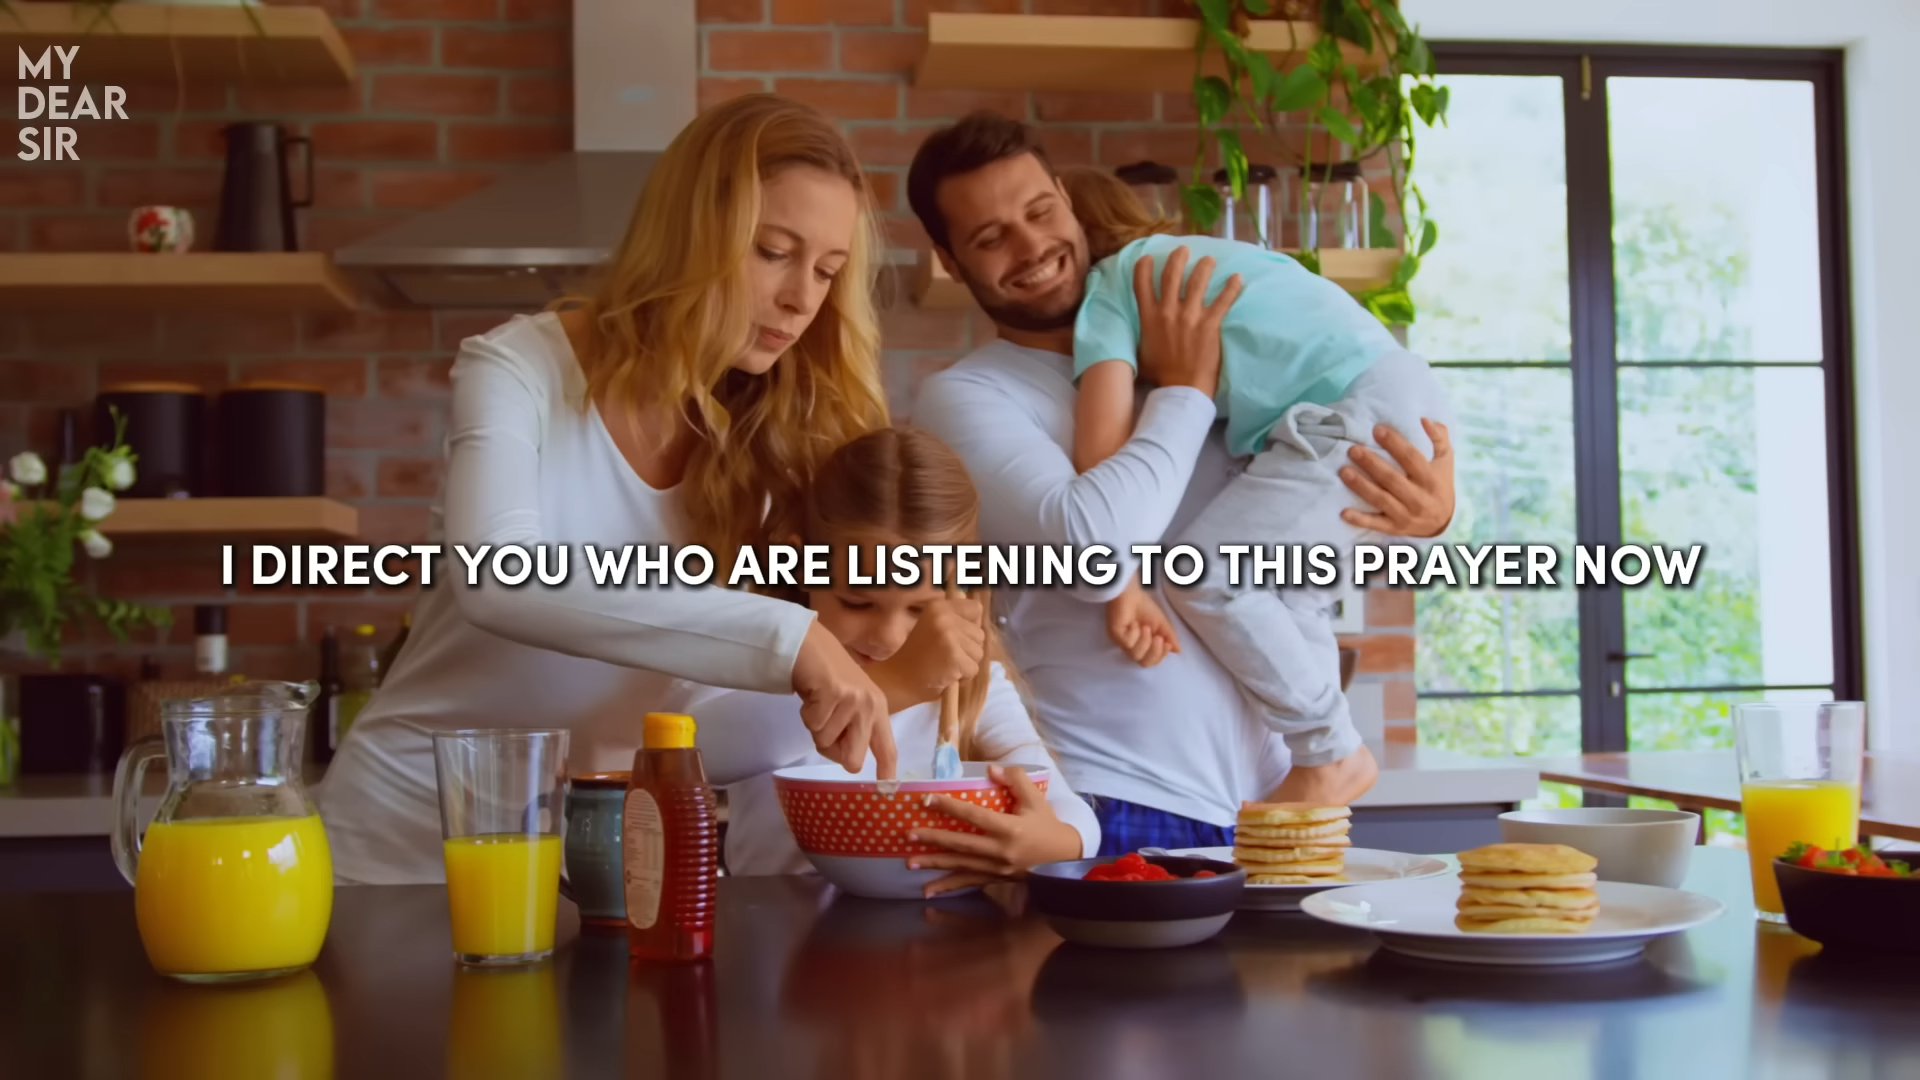 MY
DEAR
SIR
I DIRECT YOU WHO ARE LISTENING TO THIS PRAYER NOW